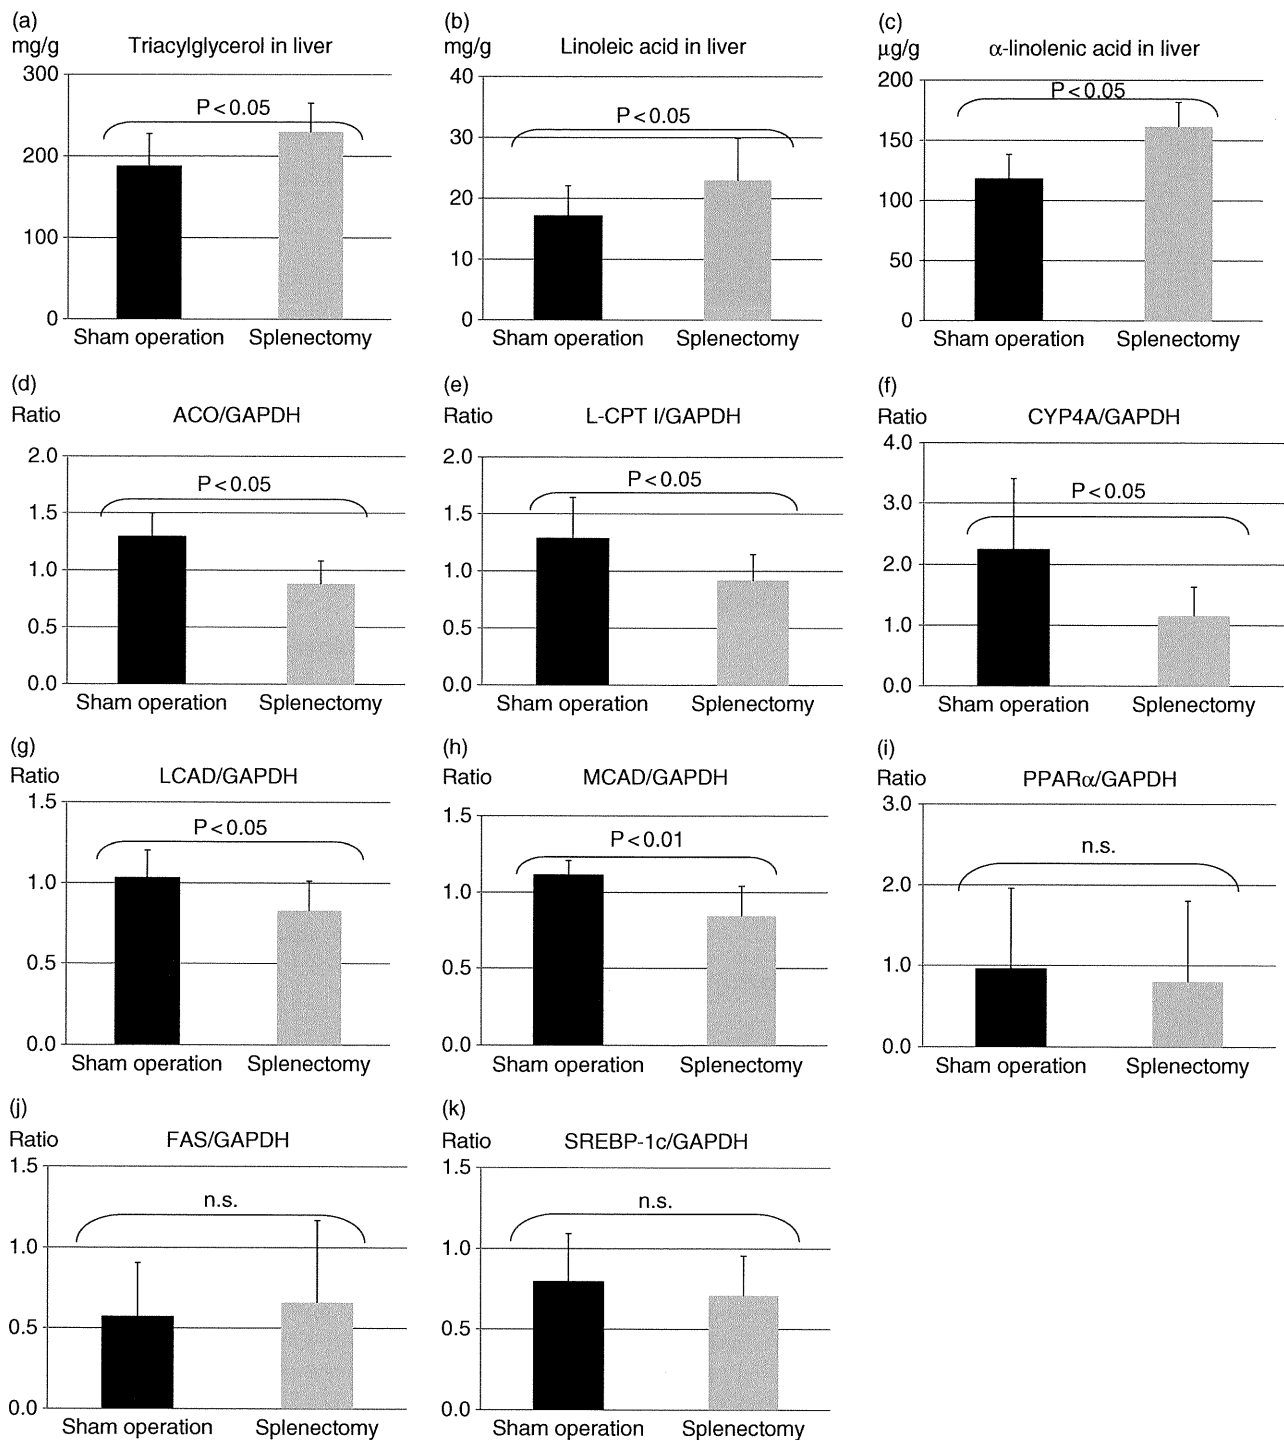 (a)
mg/g Triacylglycerol in liver
300
P < 0.05
200
100
0
Sham operation Splenectomy
(b)
mg/g Linoleic acid in liver
40
30
P < 0.05
20
10
0
Sham operation Splenectomy
(c)
μg/g α-linolenic acid in liver
200
P < 0.05
150
100
50
0
Sham operation Splenectomy
(d)
Ratio ACO/GAPDH
2.0
P < 0.05
1.5
1.0
0.5
0.0
Sham operation Splenectomy
(e)
Ratio L-CPT I/GAPDH
2.0
P < 0.05
1.5
1.0
0.5
0.0
Sham operation Splenectomy
(f)
Ratio CYP4A/GAPDH
4.0
3.0
P < 0.05
2.0
1.0
0.0
Sham operation Splenectomy
(g)
Ratio LCAD/GAPDH
1.5
P < 0.05
1.0
0.5
0.0
Sham operation Splenectomy
(h)
Ratio MCAD/GAPDH
1.5
P < 0.01
1.0
0.5
0.0
Sham operation Splenectomy
(i)
Ratio PPARα/GAPDH
3.0
n.s.
2.0
1.0
0.0
Sham operation Splenectomy
(j)
Ratio FAS/GAPDH
1.5
n.s.
1.0
0.5
0.0
Sham operation Splenectomy
(k)
Ratio SREBP-1c/GAPDH
1.5
n.s.
1.0
0.5
0.0
Sham operation Splenectomy